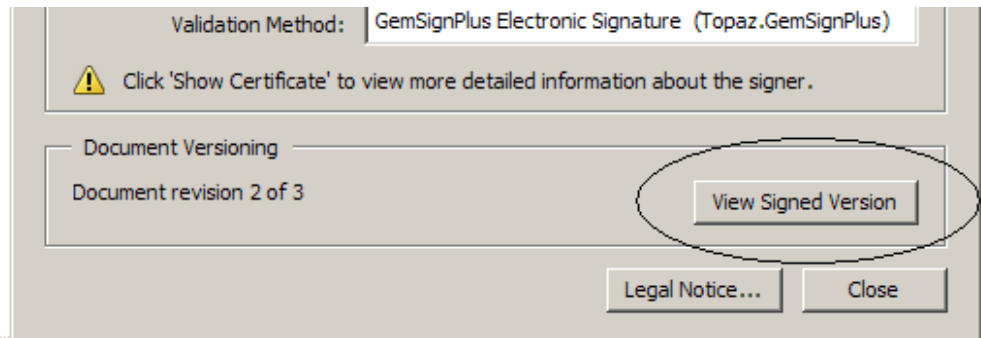 Validation Method: GemSignPlus Electronic Signature (Topaz.GemSignPlus)
Click 'Show Certificate' to view more detailed information about the signer.
Document Versioning
Document revision 2 of 3
View Signed Version
Legal Notice...
Close